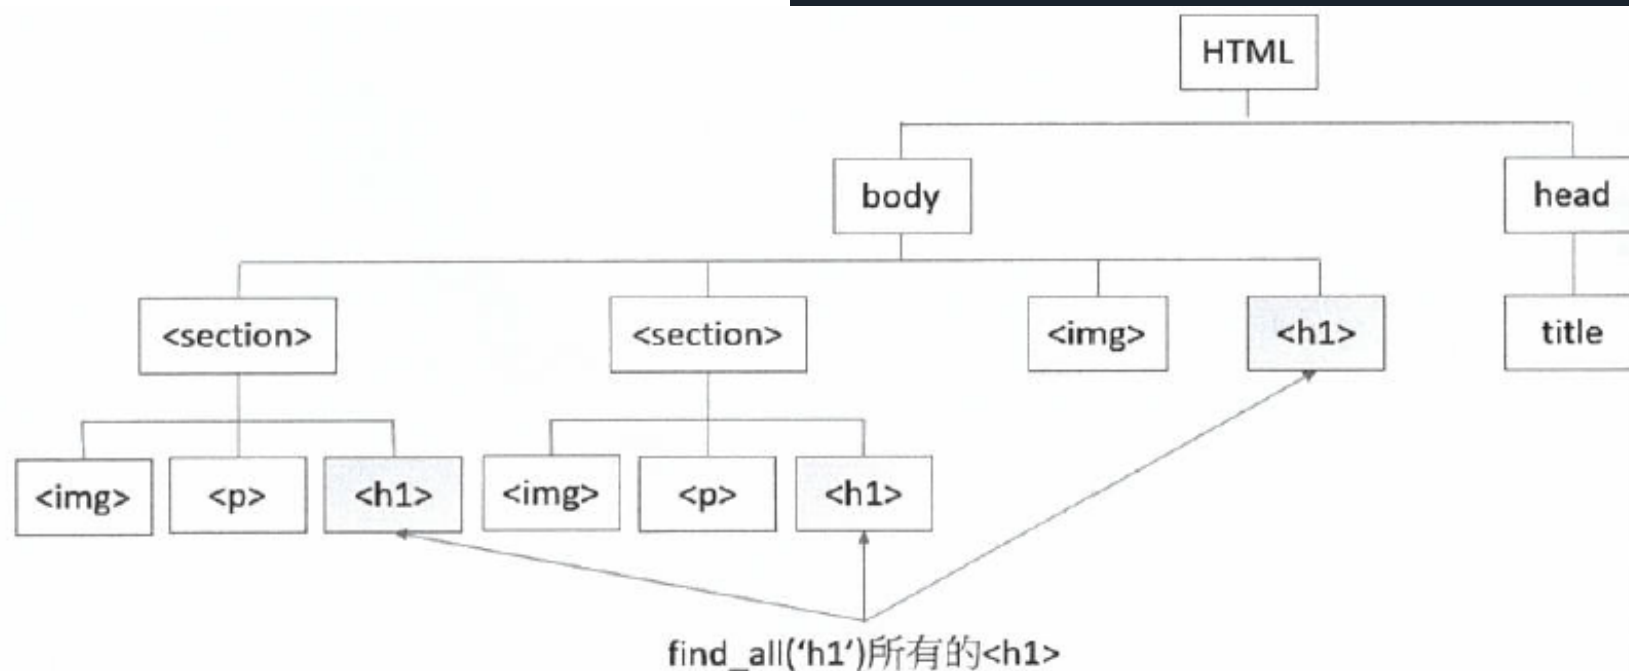 HTML
body
head
<section>
<section>
<img>
<h1>
title
<img>
<p>
<h1>
<img>
<p>
<h1>
find_all(‘h1’)所有的<h1>